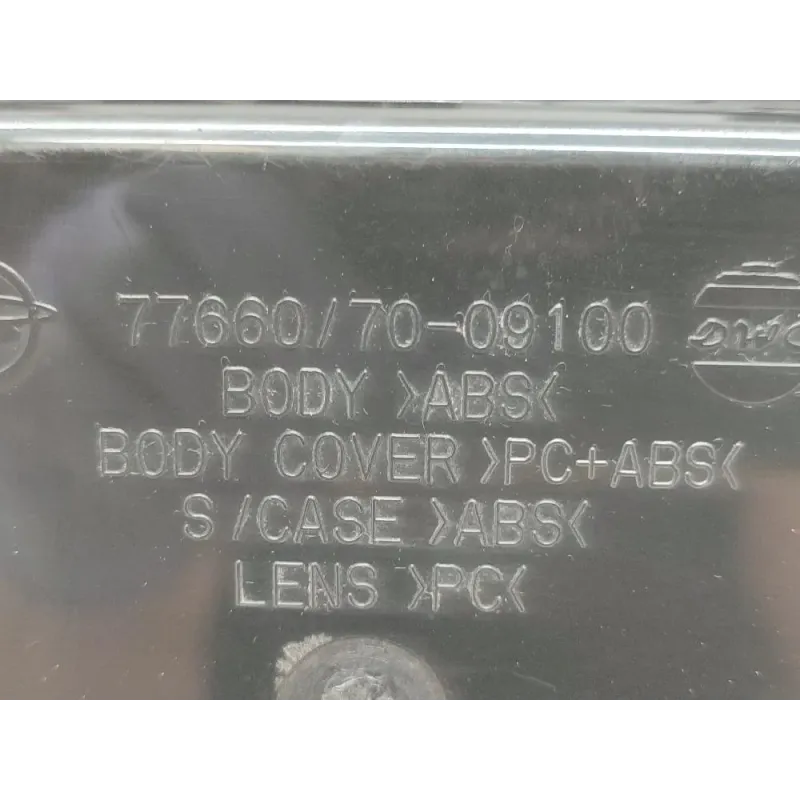 77660/70-09100
BODY >ABS<
BODY COVER >PC+ABS<
S/CASE >ABS<
LENS >PC<